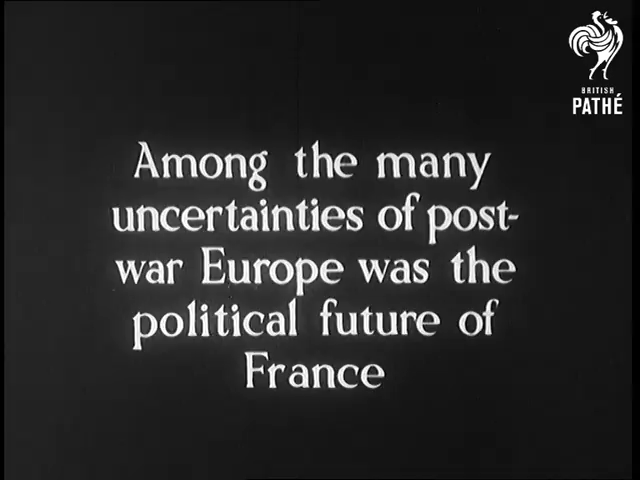 BRITISH
PATHÉ
Among the many
uncertainties of post-
war Europe was the
political future of
France